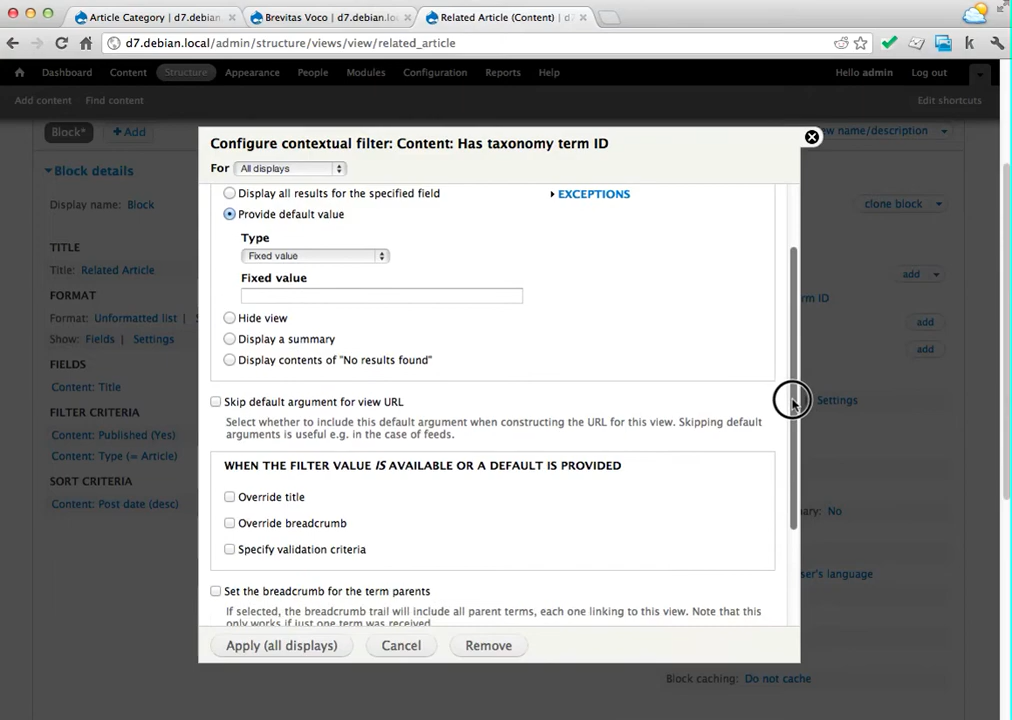 Article Category | d7.debian.
Brevitas Voco | d7.debian.lo
Related Article (Content) | d7
d7.debian.local/admin/structure/views/view/related_article
Dashboard Content Structure Appearance People Modules Configuration Reports Help Hello admin Log out
Add content Find content Edit shortcuts
Block* + Add view name/description
Configure contextual filter: Content: Has taxonomy term ID
For All displays
Block details
Display all results for the specified field EXCEPTIONS
Provide default value
Display name: Block clone block
Type
Fixed value
TITLE
Title: Related Article add
Fixed value
FORMAT rm ID
Format: Unformatted list | S
Hide view add
Show: Fields | Settings
Display a summary add
Display contents of "No results found"
FIELDS
Content: Title
Skip default argument for view URL Settings
FILTER CRITERIA
Select whether to include this default argument when constructing the URL for this view. Skipping default
arguments is useful e.g. in the case of feeds.
Content: Published (Yes)
Content: Type (= Article)
WHEN THE FILTER VALUE IS AVAILABLE OR A DEFAULT IS PROVIDED
SORT CRITERIA
Override title
Content: Post date (desc)
ary: No
Override breadcrumb
Specify validation criteria
ser's language
Set the breadcrumb for the term parents
If selected, the breadcrumb trail will include all parent terms, each one linking to this view. Note that this
only works if just one term was received.
Apply (all displays) Cancel Remove
Block caching: Do not cache